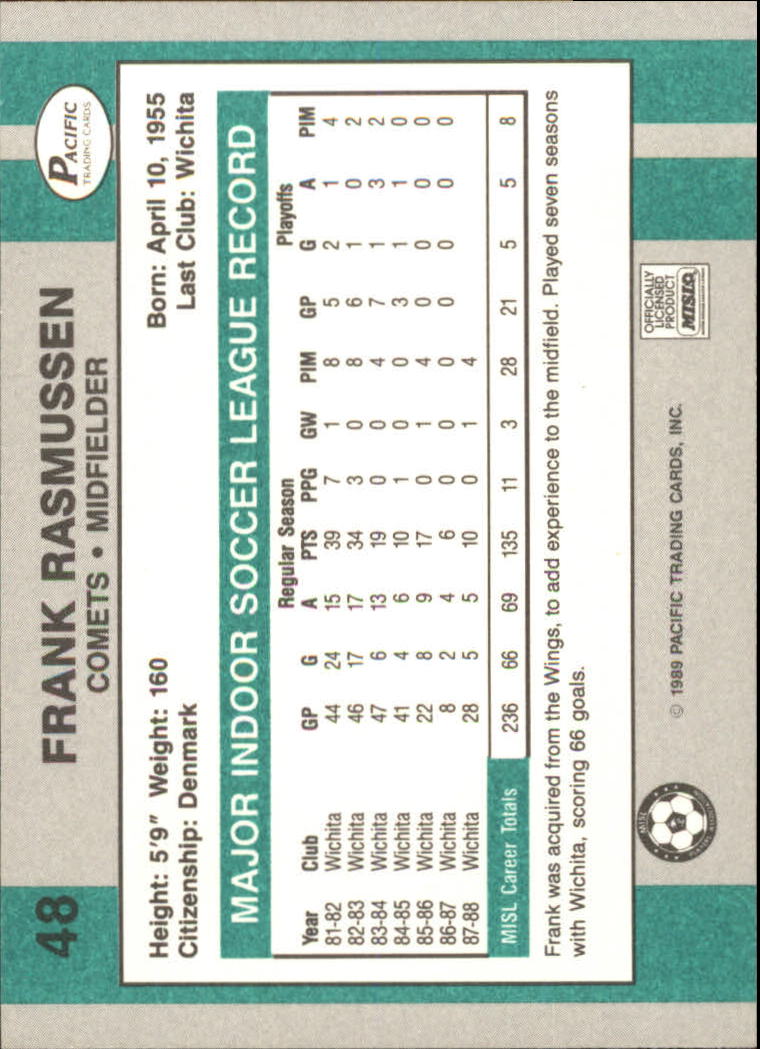 48
FRANK RASMUSSEN
COMETS • MIDFIELDER
PACIFIC
TRADING CARDS
Height: 5'9" Weight: 160 Born: April 10, 1955
Citizenship: Denmark Last Club: Wichita
MAJOR INDOOR SOCCER LEAGUE RECORD
Regular Season Playoffs
Year Club GP G A PTS PPG GW PIM GP G A PIM
81-82 Wichita 44 24 15 39 7 1 8 5 2 1 4
82-83 Wichita 46 17 17 34 3 0 8 6 1 0 2
83-84 Wichita 47 6 13 19 0 0 4 7 1 3 2
84-85 Wichita 41 4 6 10 1 0 0 3 1 1 0
85-86 Wichita 22 8 9 17 0 1 4 0 0 0 0
86-87 Wichita 8 2 4 6 0 0 0 0 0 0 0
87-88 Wichita 28 5 5 10 0 1 4
MISL Career Totals 236 66 69 135 11 3 28 21 5 5 8
Frank was acquired from the Wings, to add experience to the midfield. Played seven seasons
with Wichita, scoring 66 goals.
MISL
© 1989 PACIFIC TRADING CARDS, INC.
OFFICIALLY
LICENSED
PRODUCT
MISL